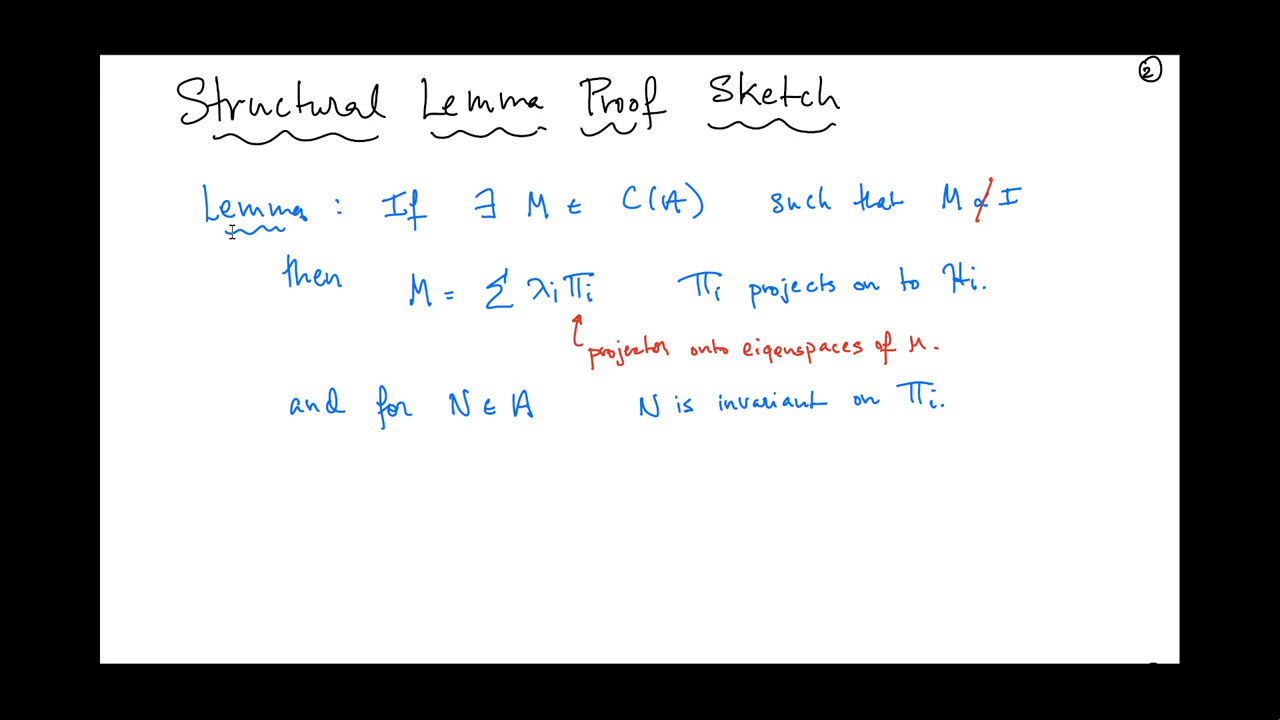 ②
Structural Lemma Proof Sketch
Lemma : If ∃ M ∈ C(A) such that M ∝̸ I
then M = Σ λᵢ Πᵢ Πᵢ projects on to ℋᵢ.
projector onto eigenspaces of M.
and for N ∈ A N is invariant on Πᵢ.